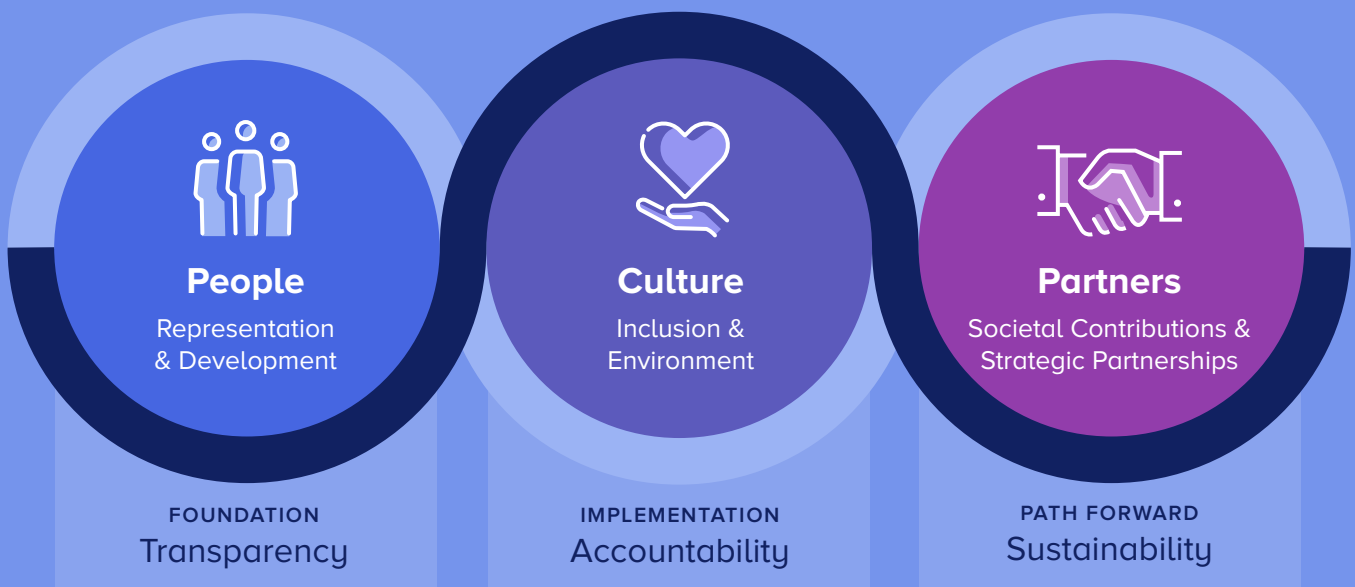 People
Representation
& Development
FOUNDATION
Transparency
Culture
Inclusion &
Environment
IMPLEMENTATION
Accountability
Partners
Societal Contributions &
Strategic Partnerships
PATH FORWARD
Sustainability